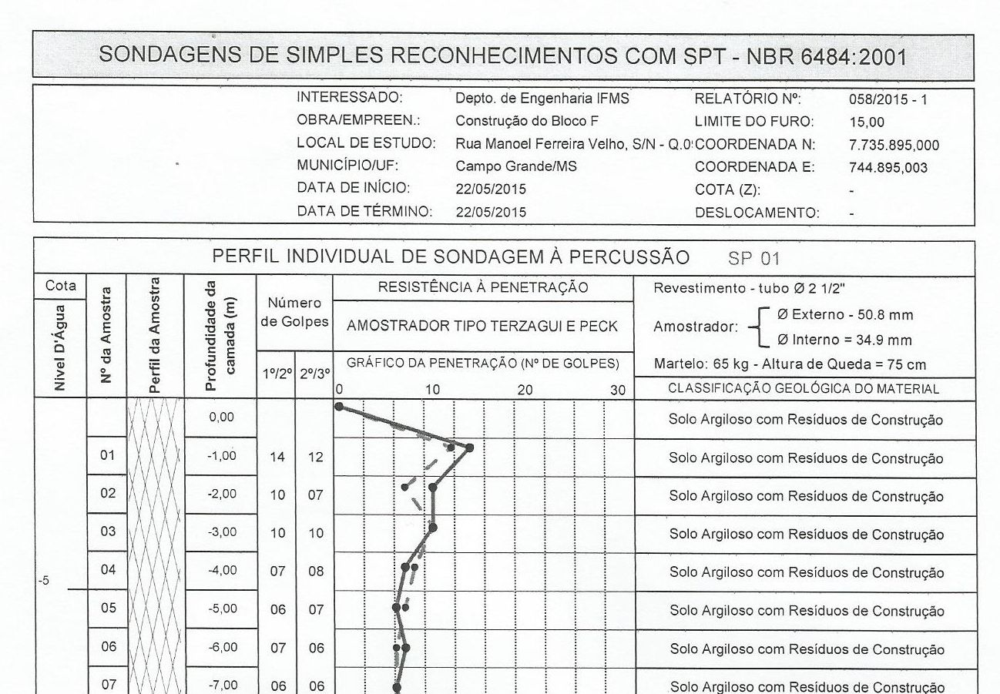 SONDAGENS DE SIMPLES RECONHECIMENTOS COM SPT - NBR 6484:2001
INTERESSADO: Depto. de Engenharia IFMS RELATÓRIO Nº: 058/2015 - 1
OBRA/EMPREEN.: Construção do Bloco F LIMITE DO FURO: 15,00
LOCAL DE ESTUDO: Rua Manoel Ferreira Velho, S/N - Q.0 COORDENADA N: 7.735.895,000
MUNICÍPIO/UF: Campo Grande/MS COORDENADA E: 744.895,003
DATA DE INÍCIO: 22/05/2015 COTA (Z): -
DATA DE TÉRMINO: 22/05/2015 DESLOCAMENTO: -
PERFIL INDIVIDUAL DE SONDAGEM À PERCUSSÃO SP 01
Cota
Nivel D'Água
Nº da Amostra
Perfil da Amostra
Profundidade da
camada (m)
Número
de Golpes
1º/2º 2º/3º
RESISTÊNCIA À PENETRAÇÃO
AMOSTRADOR TIPO TERZAGUI E PECK
GRÁFICO DA PENETRAÇÃO (Nº DE GOLPES)
0 10 20 30
Revestimento - tubo Ø 2 1/2"
Amostrador: Ø Externo - 50.8 mm
Ø Interno = 34.9 mm
Martelo: 65 kg - Altura de Queda = 75 cm
CLASSIFICAÇÃO GEOLÓGICA DO MATERIAL
0,00 Solo Argiloso com Resíduos de Construção
01 -1,00 14 12 Solo Argiloso com Resíduos de Construção
02 -2,00 10 07 Solo Argiloso com Resíduos de Construção
03 -3,00 10 10 Solo Argiloso com Resíduos de Construção
04 -4,00 07 08 Solo Argiloso com Resíduos de Construção
-5
05 -5,00 06 07 Solo Argiloso com Resíduos de Construção
06 -6,00 07 06 Solo Argiloso com Resíduos de Construção
07 -7,00 06 06 Solo Argiloso com Resíduos de Construção